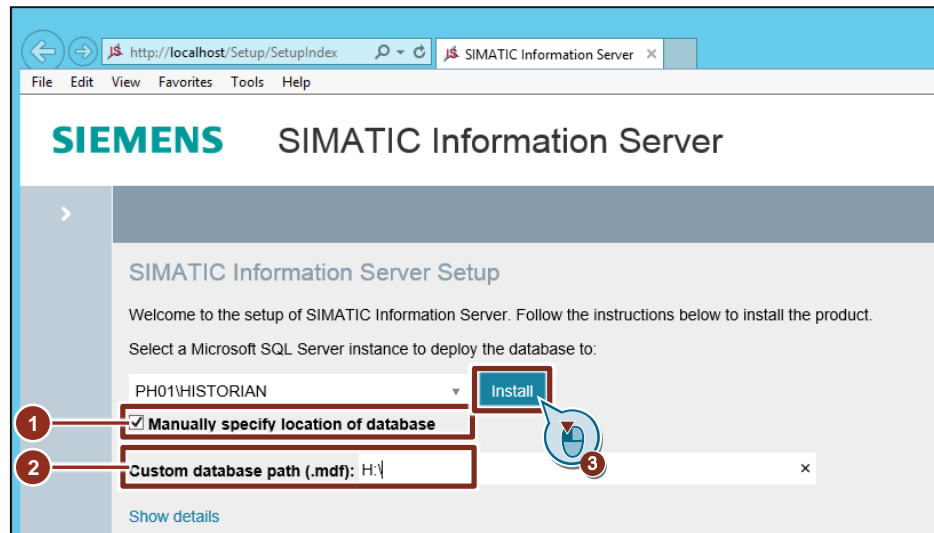 http://localhost/Setup/SetupIndex
SIMATIC Information Server
File Edit View Favorites Tools Help
SIEMENS SIMATIC Information Server
SIMATIC Information Server Setup
Welcome to the setup of SIMATIC Information Server. Follow the instructions below to install the product.
Select a Microsoft SQL Server instance to deploy the database to:
PH01\HISTORIAN
Install
1
Manually specify location of database
2
Custom database path (.mdf): H:\
3
Show details